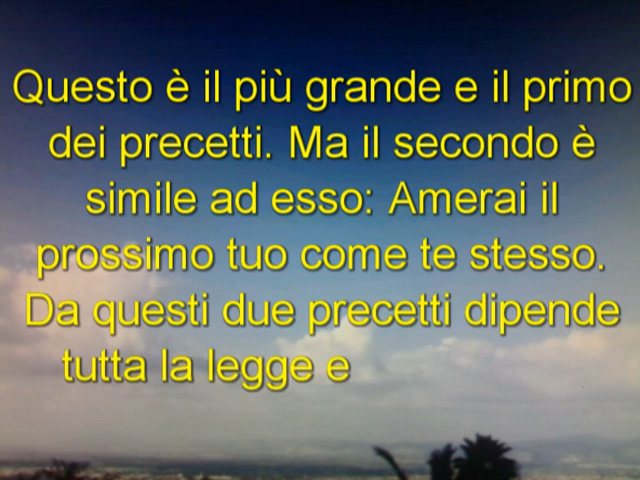 Questo è il più grande e il primo
dei precetti. Ma il secondo è
simile ad esso: Amerai il
prossimo tuo come te stesso.
Da questi due precetti dipende
tutta la legge e